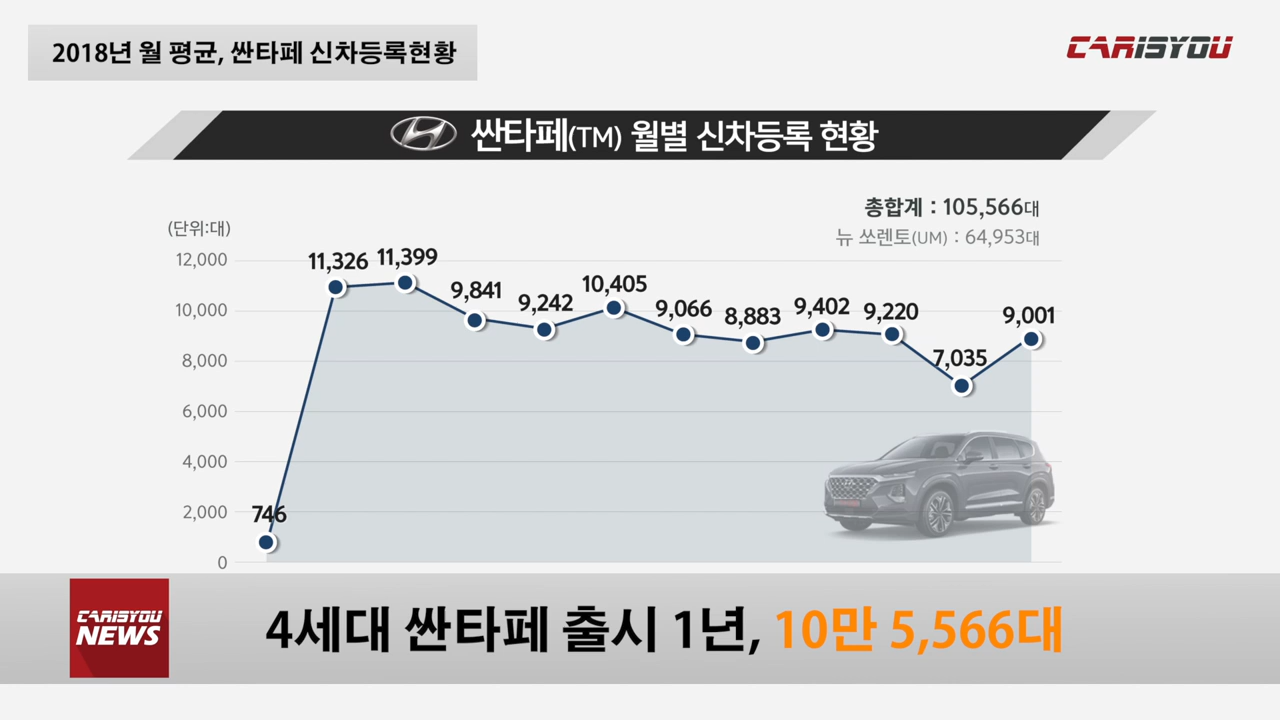 2018년 월 평균, 싼타페 신차등록현황
CARISYOU
싼타페(TM) 월별 신차등록 현황
총합계 : 105,566대
뉴 쏘렌토(UM) : 64,953대
(단위:대)
12,000
10,000
8,000
6,000
4,000
2,000
0
746
11,326
11,399
9,841
9,242
10,405
9,066
8,883
9,402
9,220
7,035
9,001
CARISYOU
NEWS
4세대 싼타페 출시 1년, 10만 5,566대